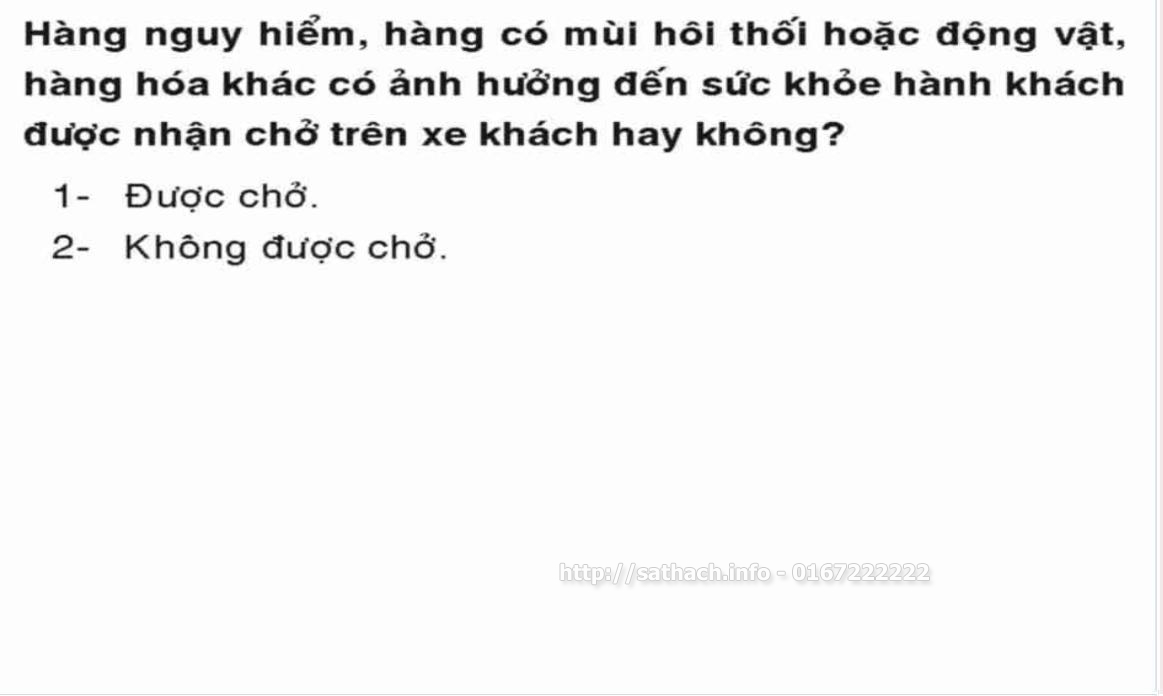 Hàng nguy hiểm, hàng có mùi hôi thối hoặc động vật,
hàng hóa khác có ảnh hưởng đến sức khỏe hành khách
được nhận chở trên xe khách hay không?
1- Được chở.
2- Không được chở.
http://sathach.info - 0167222222